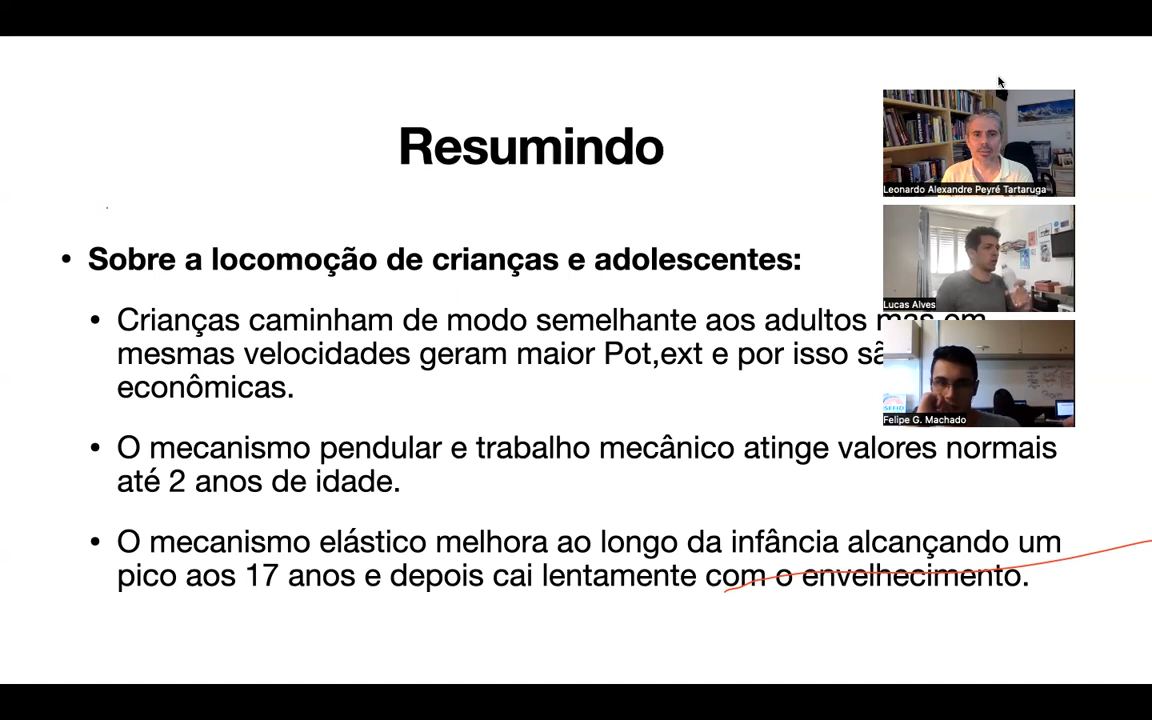 Resumindo
• Sobre a locomoção de crianças e adolescentes:
• Crianças caminham de modo semelhante aos adultos mas em
mesmas velocidades geram maior Pot,ext e por isso
econômicas.
• O mecanismo pendular e trabalho mecânico atinge valores normais
até 2 anos de idade.
• O mecanismo elástico melhora ao longo da infância alcançando um
pico aos 17 anos e depois cai lentamente com o envelhecimento.
Leonardo Alexandre Peyré Tartaruga
Lucas Alves
Felipe G. Machado